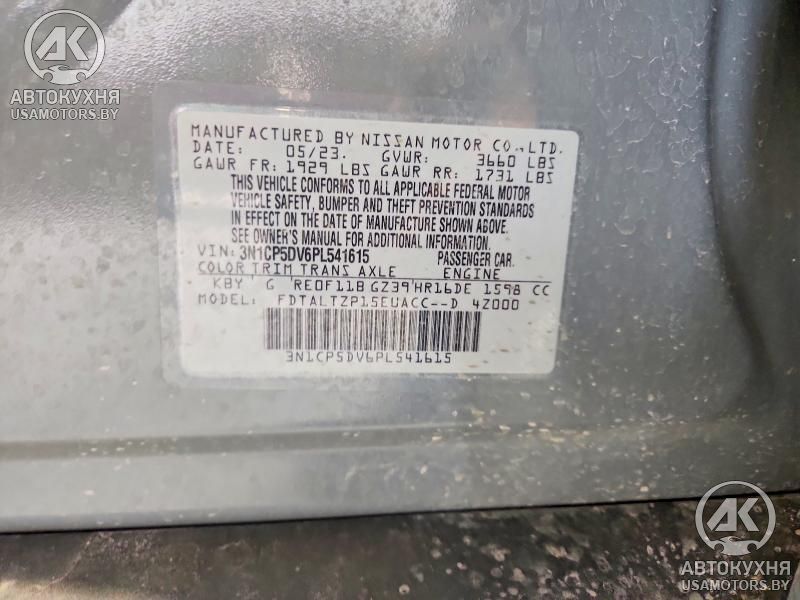 AK
АВТОКУХНЯ
USAMOTORS.BY
MANUFACTURED BY NISSAN MOTOR CO.,LTD.
DATE: 05/23. GVWR: 3660 LBS
GAWR FR: 1929 LBS GAWR RR: 1731 LBS
THIS VEHICLE CONFORMS TO ALL APPLICABLE FEDERAL MOTOR
VEHICLE SAFETY, BUMPER AND THEFT PREVENTION STANDARDS
IN EFFECT ON THE DATE OF MANUFACTURE SHOWN ABOVE.
SEE OWNER'S MANUAL FOR ADDITIONAL INFORMATION.
VIN: 3N1CP5DV6PL541615 PASSENGER CAR.
COLOR TRIM TRANS AXLE ENGINE
KBY G RE0F11B GZ39 HR16DE 1598 CC
MODEL: FDTALTZP15EUACC--D 4Z000
3N1CP5DV6PL541615
AK
АВТОКУХНЯ
USAMOTORS.BY